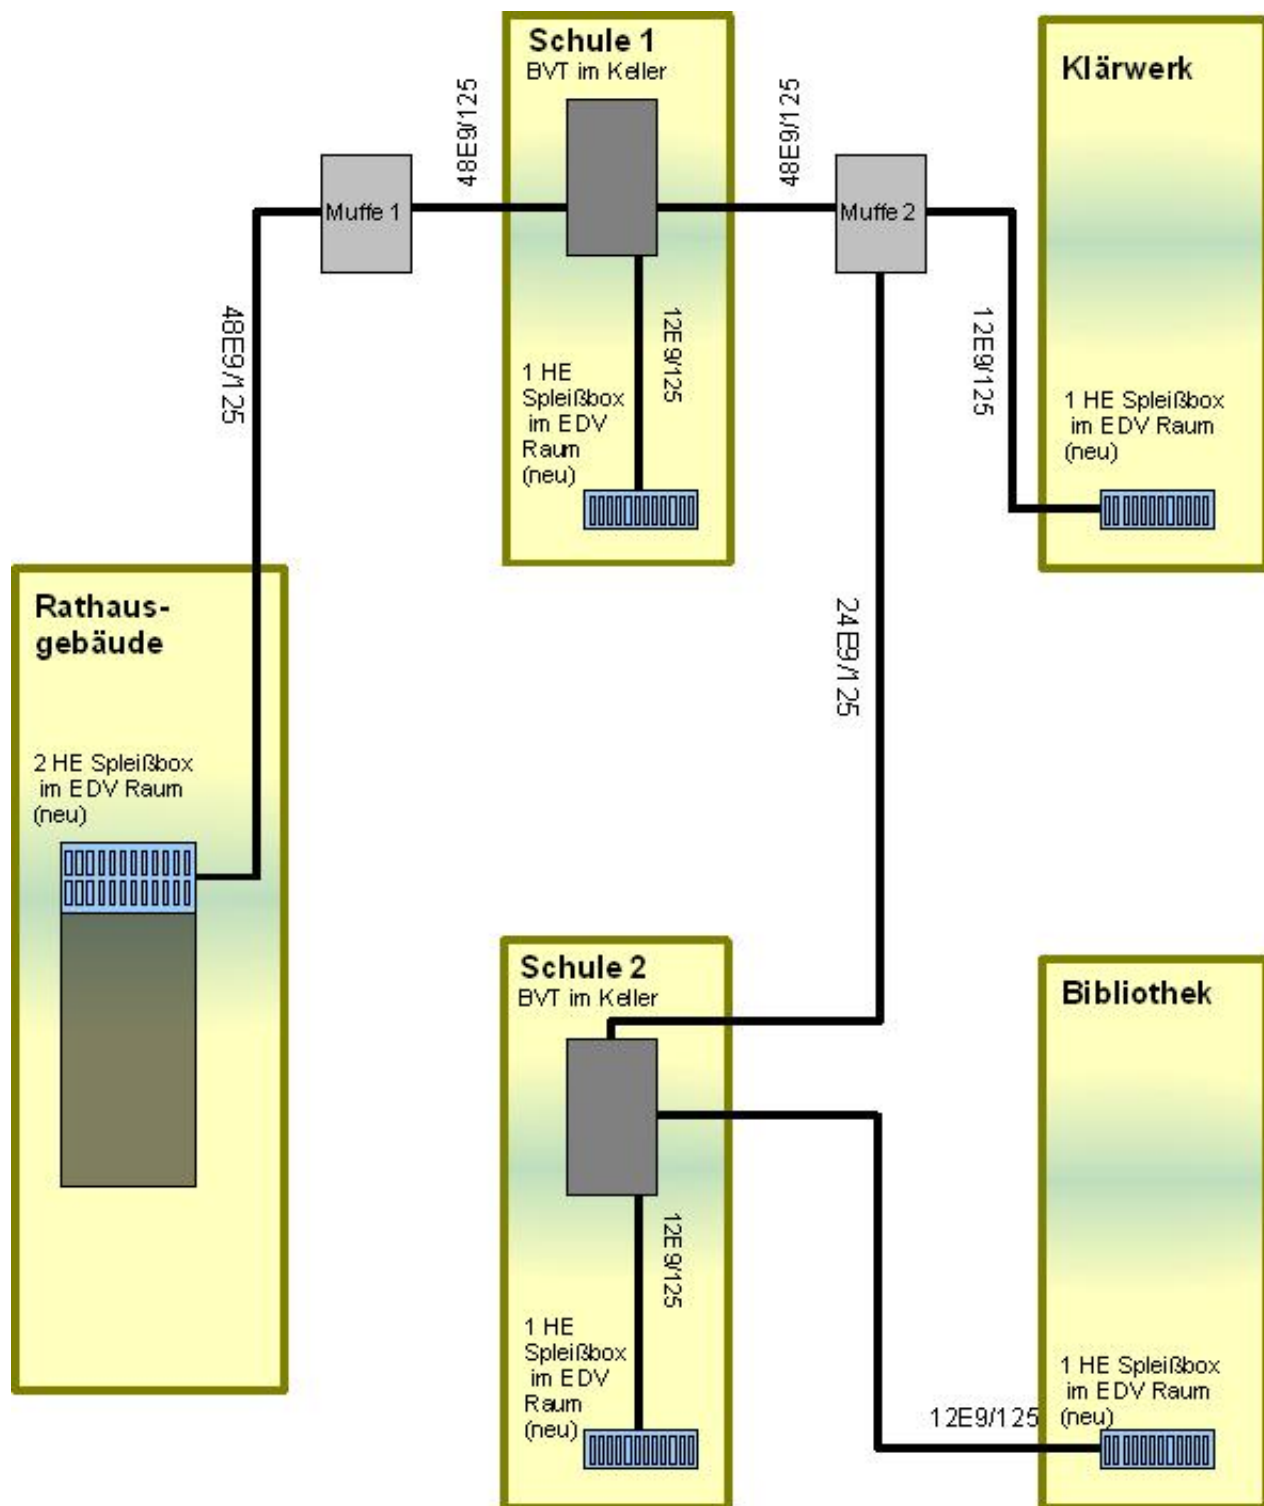 Schule 1
BVT im Keller
Klärwerk
48E9/125
48E9/125
Muffe 1
Muffe 2
48E9/125
12E9/125
12E9/125
1 HE
Spleißbox
im EDV
Raum
(neu)
1 HE Spleißbox
im EDV Raum
(neu)
Rathaus-
gebäude
24E9/125
2 HE Spleißbox
im EDV Raum
(neu)
Schule 2
BVT im Keller
Bibliothek
12E9/125
1 HE
Spleißbox
im EDV
Raum
(neu)
1 HE Spleißbox
im EDV Raum
(neu)
12E9/125